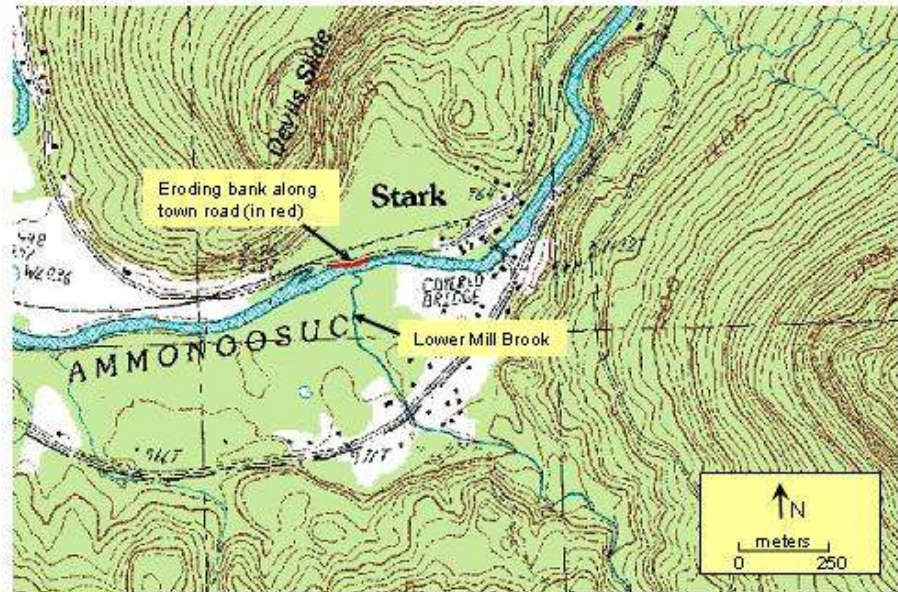 Devils Slide
Eroding bank along
town road (in red)
Stark
COVERED
BRIDGE
Lower Mill Brook
AMMONOOSUC
N
meters
0 250